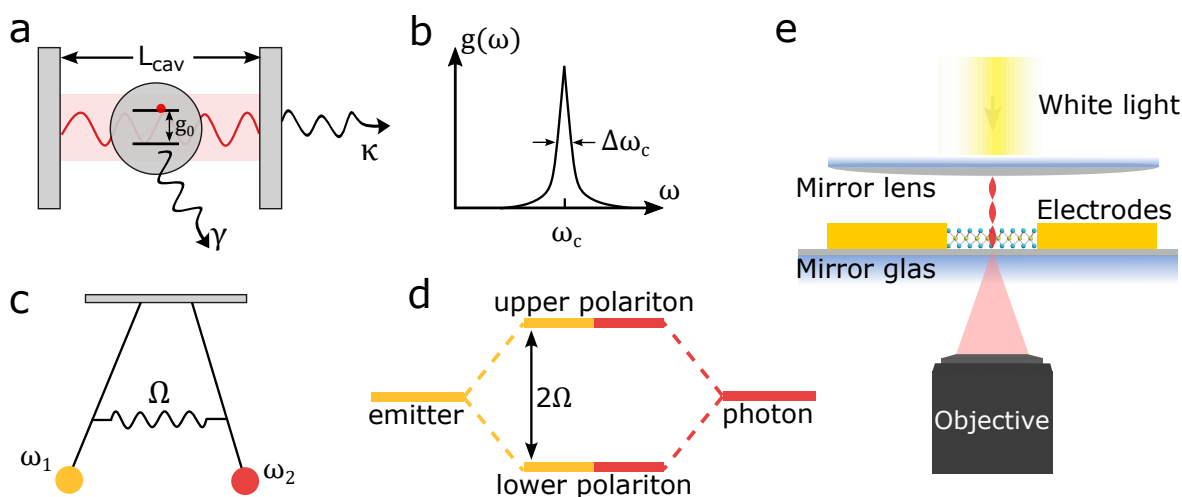 a
L_cav
g₀
κ
γ
b
g(ω)
Δω_c
ω
ω_c
c
Ω
ω₁
ω₂
d
upper polariton
2Ω
emitter
photon
lower polariton
e
White light
Mirror lens
Electrodes
Mirror glas
Objective